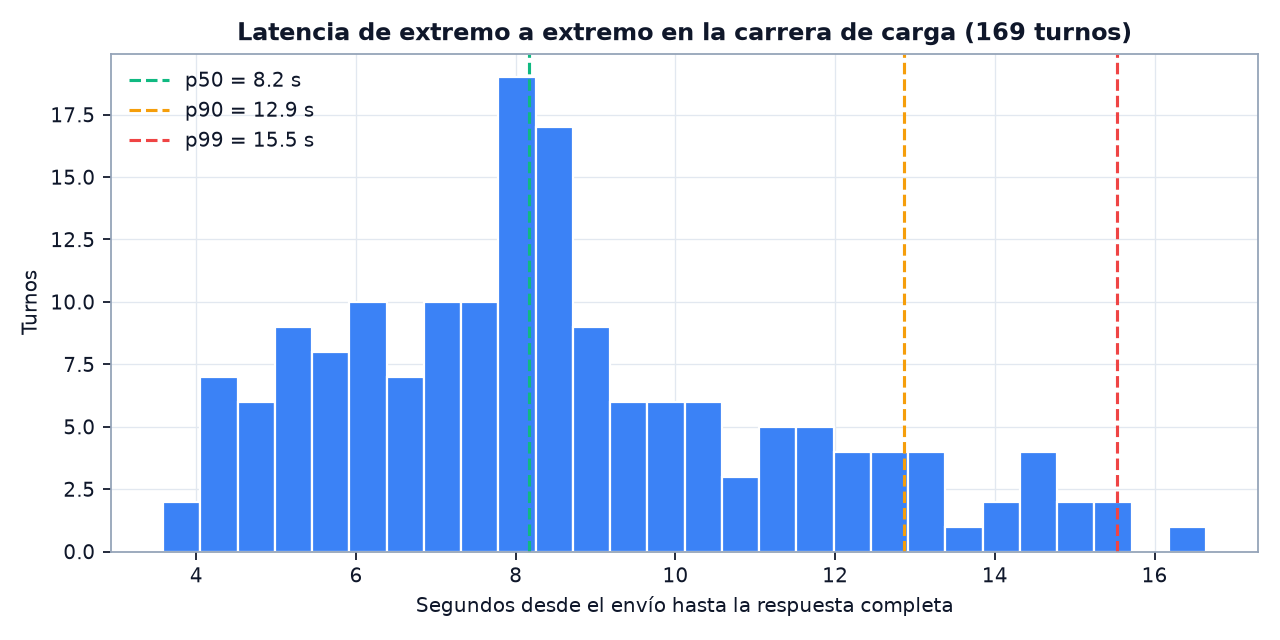 Latencia de extremo a extremo en la carrera de carga (169 turnos)
p50 = 8.2 s
p90 = 12.9 s
p99 = 15.5 s
Turnos
17.5
15.0
12.5
10.0
7.5
5.0
2.5
0.0
4 6 8 10 12 14 16
Segundos desde el envío hasta la respuesta completa